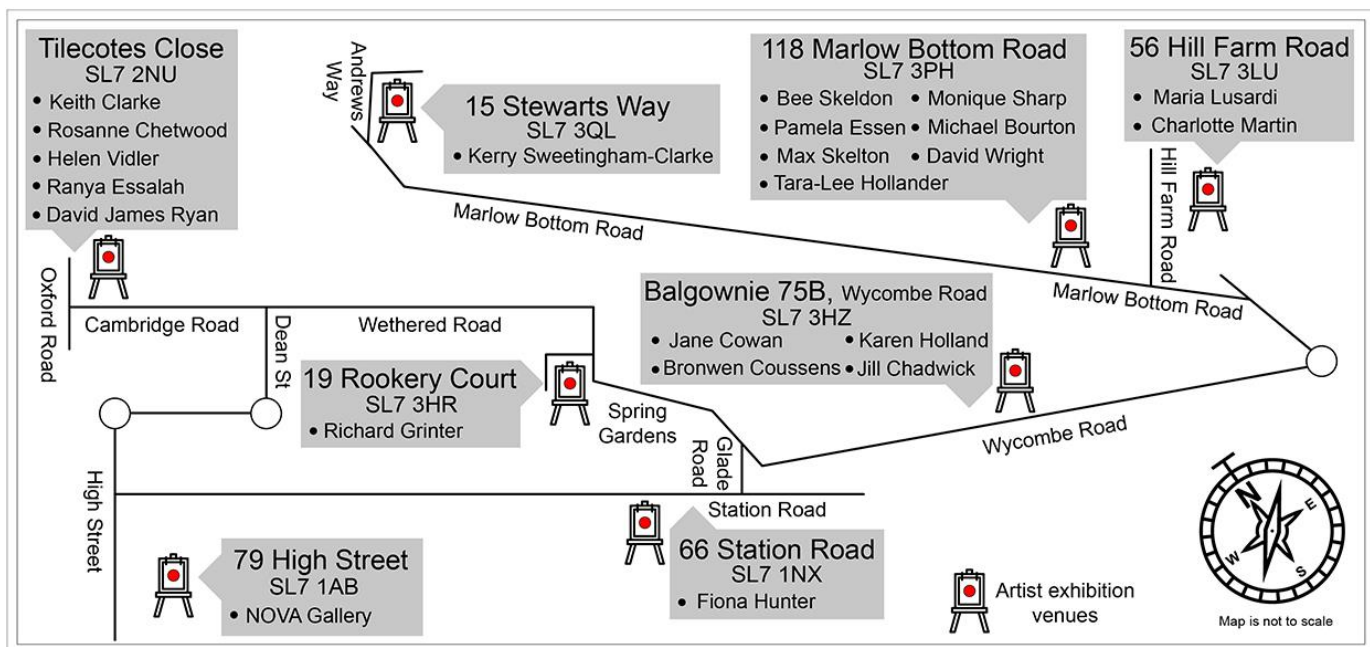 Tilecotes Close
SL7 2NU
• Keith Clarke
• Rosanne Chetwood
• Helen Vidler
• Ranya Essalah
• David James Ryan
Andrews
Way
15 Stewarts Way
SL7 3QL
• Kerry Sweetingham-Clarke
118 Marlow Bottom Road
SL7 3PH
• Bee Skeldon • Monique Sharp
• Pamela Essen • Michael Bourton
• Max Skelton • David Wright
• Tara-Lee Hollander
56 Hill Farm Road
SL7 3LU
• Maria Lusardi
• Charlotte Martin
Hill Farm Road
Marlow Bottom Road
Marlow Bottom Road
Oxford Road
Cambridge Road
Dean St
Wethered Road
Balgownie 75B, Wycombe Road
SL7 3HZ
• Jane Cowan • Karen Holland
• Bronwen Coussens • Jill Chadwick
19 Rookery Court
SL7 3HR
• Richard Grinter
Spring
Gardens
Glade
Road
Wycombe Road
High Street
Station Road
79 High Street
SL7 1AB
• NOVA Gallery
66 Station Road
SL7 1NX
• Fiona Hunter
Artist exhibition
venues
N
E
W
S
Map is not to scale